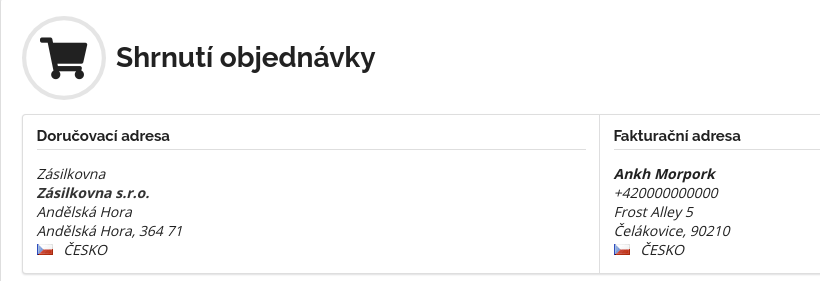 Shrnutí objednávky
Doručovací adresa
Zásilkovna
Zásilkovna s.r.o.
Andělská Hora
Andělská Hora, 364 71
ČESKO
Fakturační adresa
Ankh Morpork
+420000000000
Frost Alley 5
Čelákovice, 90210
ČESKO